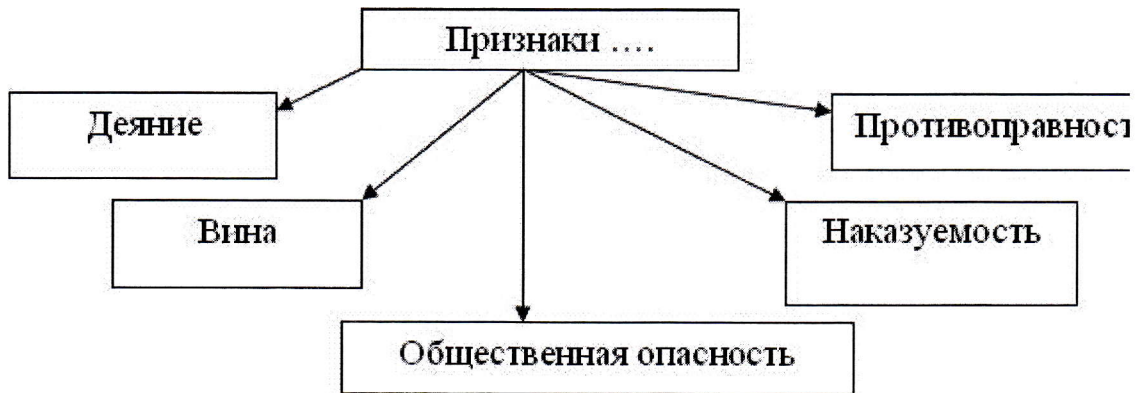 Признаки ….
Деяние
Противоправност
Вина
Наказуемость
Общественная опасность